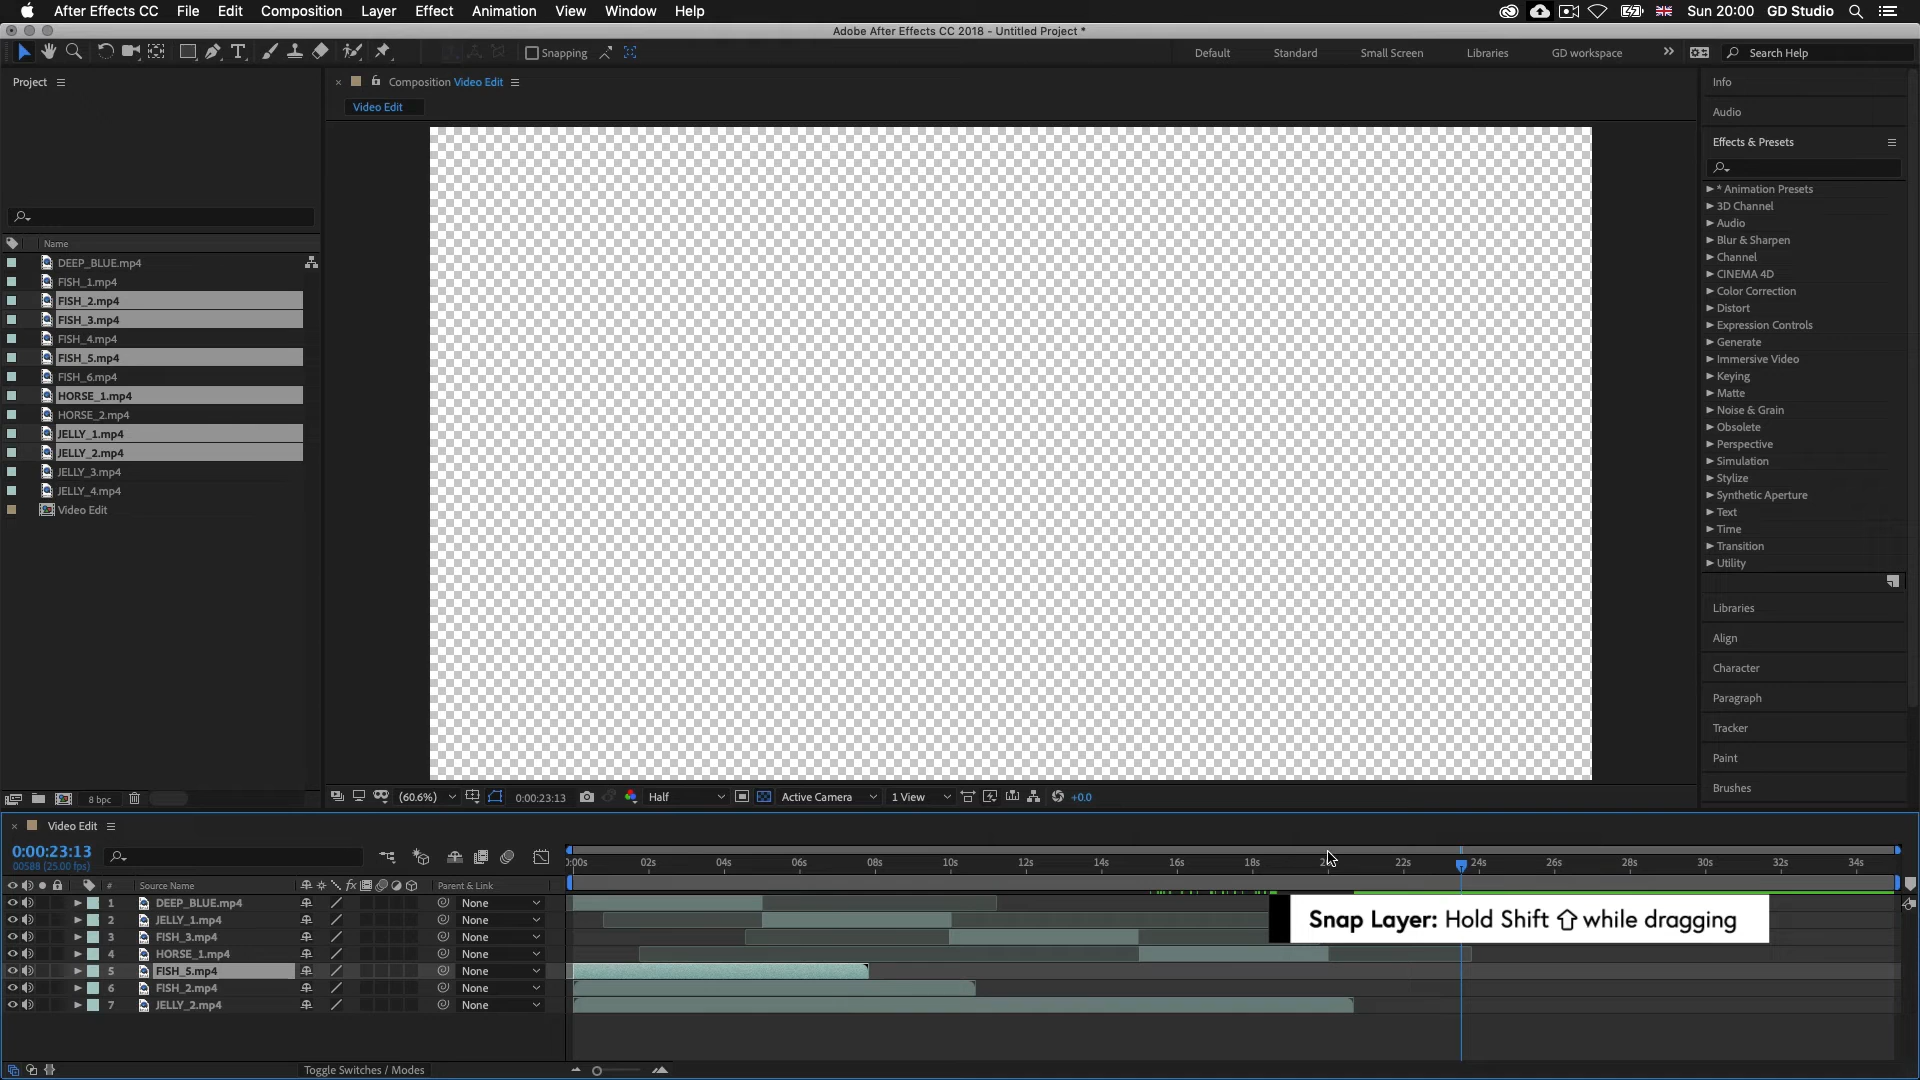 After Effects CC File Edit Composition Layer Effect Animation View Window Help Sun 20:00 GD Studio
Adobe After Effects CC 2018 - Untitled Project *
Snapping Default Standard Small Screen Libraries GD workspace Search Help
Project
Composition Video Edit
Video Edit
Name
DEEP_BLUE.mp4
FISH_1.mp4
FISH_2.mp4
FISH_3.mp4
FISH_4.mp4
FISH_5.mp4
FISH_6.mp4
HORSE_1.mp4
HORSE_2.mp4
JELLY_1.mp4
JELLY_2.mp4
JELLY_3.mp4
JELLY_4.mp4
Video Edit
8 bpc
Info
Audio
Effects & Presets
* Animation Presets
3D Channel
Audio
Blur & Sharpen
Channel
CINEMA 4D
Color Correction
Distort
Expression Controls
Generate
Immersive Video
Keying
Matte
Noise & Grain
Obsolete
Perspective
Simulation
Stylize
Synthetic Aperture
Text
Time
Transition
Utility
Libraries
Align
Character
Paragraph
Tracker
Paint
Brushes
(60.6%) 0:00:23:13 Half Active Camera 1 View +0.0
Video Edit
0:00:23:13
00588 (25.00 fps)
:00s 02s 04s 06s 08s 10s 12s 14s 16s 18s 22s 24s 26s 28s 30s 32s 34s
# Source Name fx Parent & Link
1 DEEP_BLUE.mp4 None
2 JELLY_1.mp4 None
3 FISH_3.mp4 None
4 HORSE_1.mp4 None
5 FISH_5.mp4 None
6 FISH_2.mp4 None
7 JELLY_2.mp4 None
Snap Layer: Hold Shift ⇧ while dragging
Toggle Switches / Modes